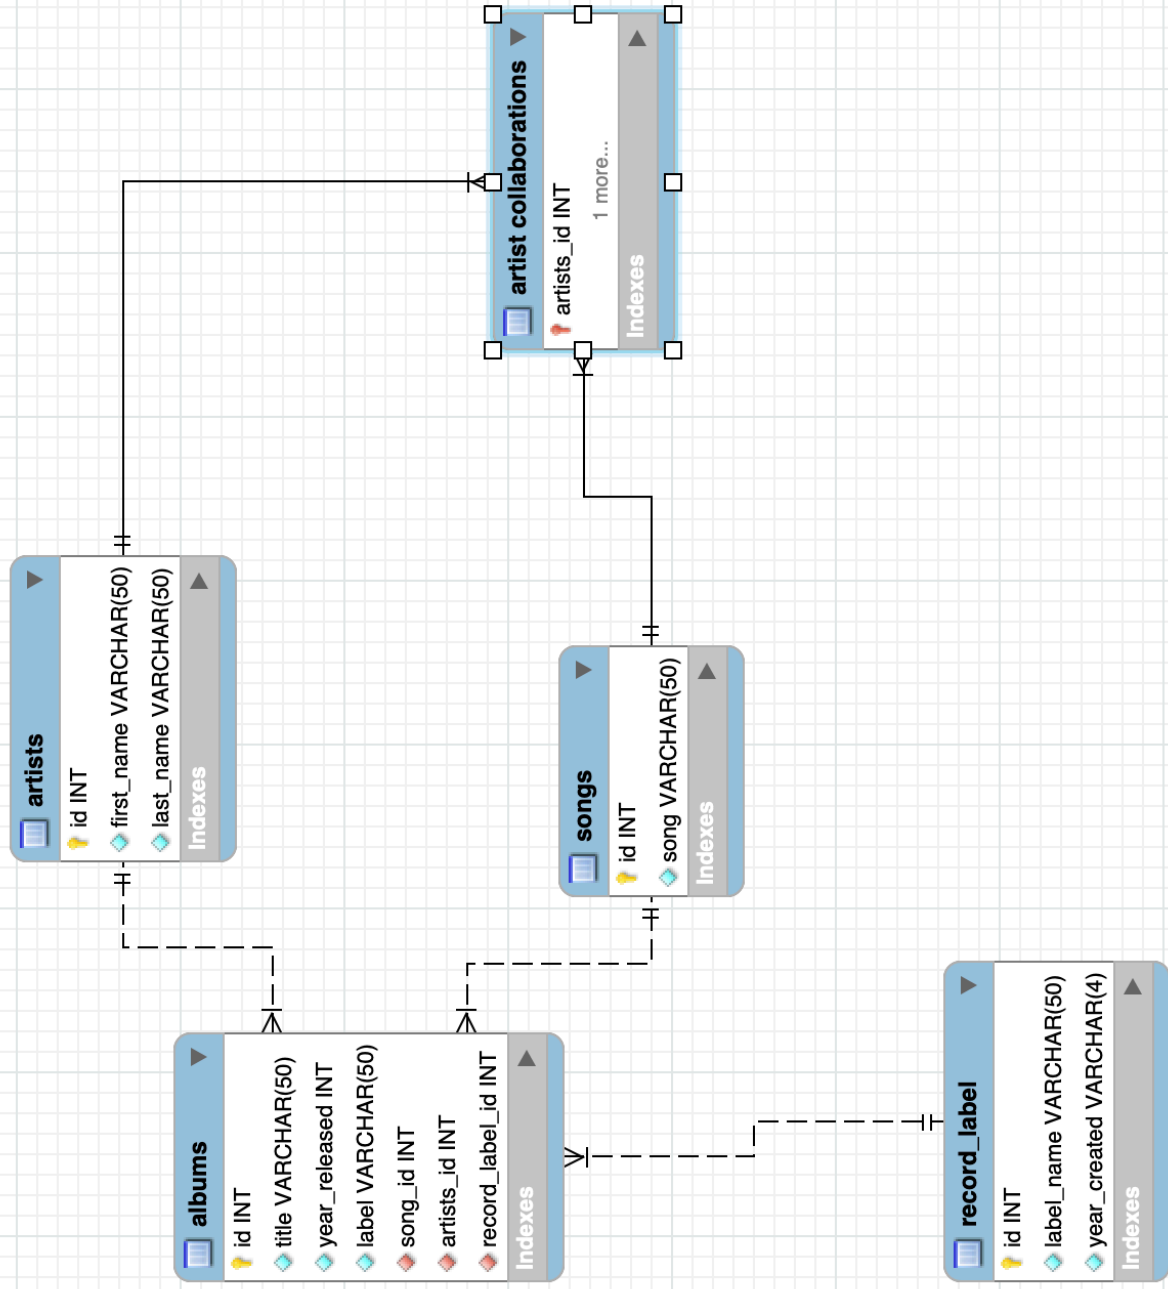 albums
id INT
title VARCHAR(50)
year_released INT
label VARCHAR(50)
song_id INT
artists_id INT
record_label_id INT
Indexes
artists
id INT
first_name VARCHAR(50)
last_name VARCHAR(50)
Indexes
songs
id INT
song VARCHAR(50)
Indexes
artist collaborations
artists_id INT
1 more...
Indexes
record_label
id INT
label_name VARCHAR(50)
year_created VARCHAR(4)
Indexes